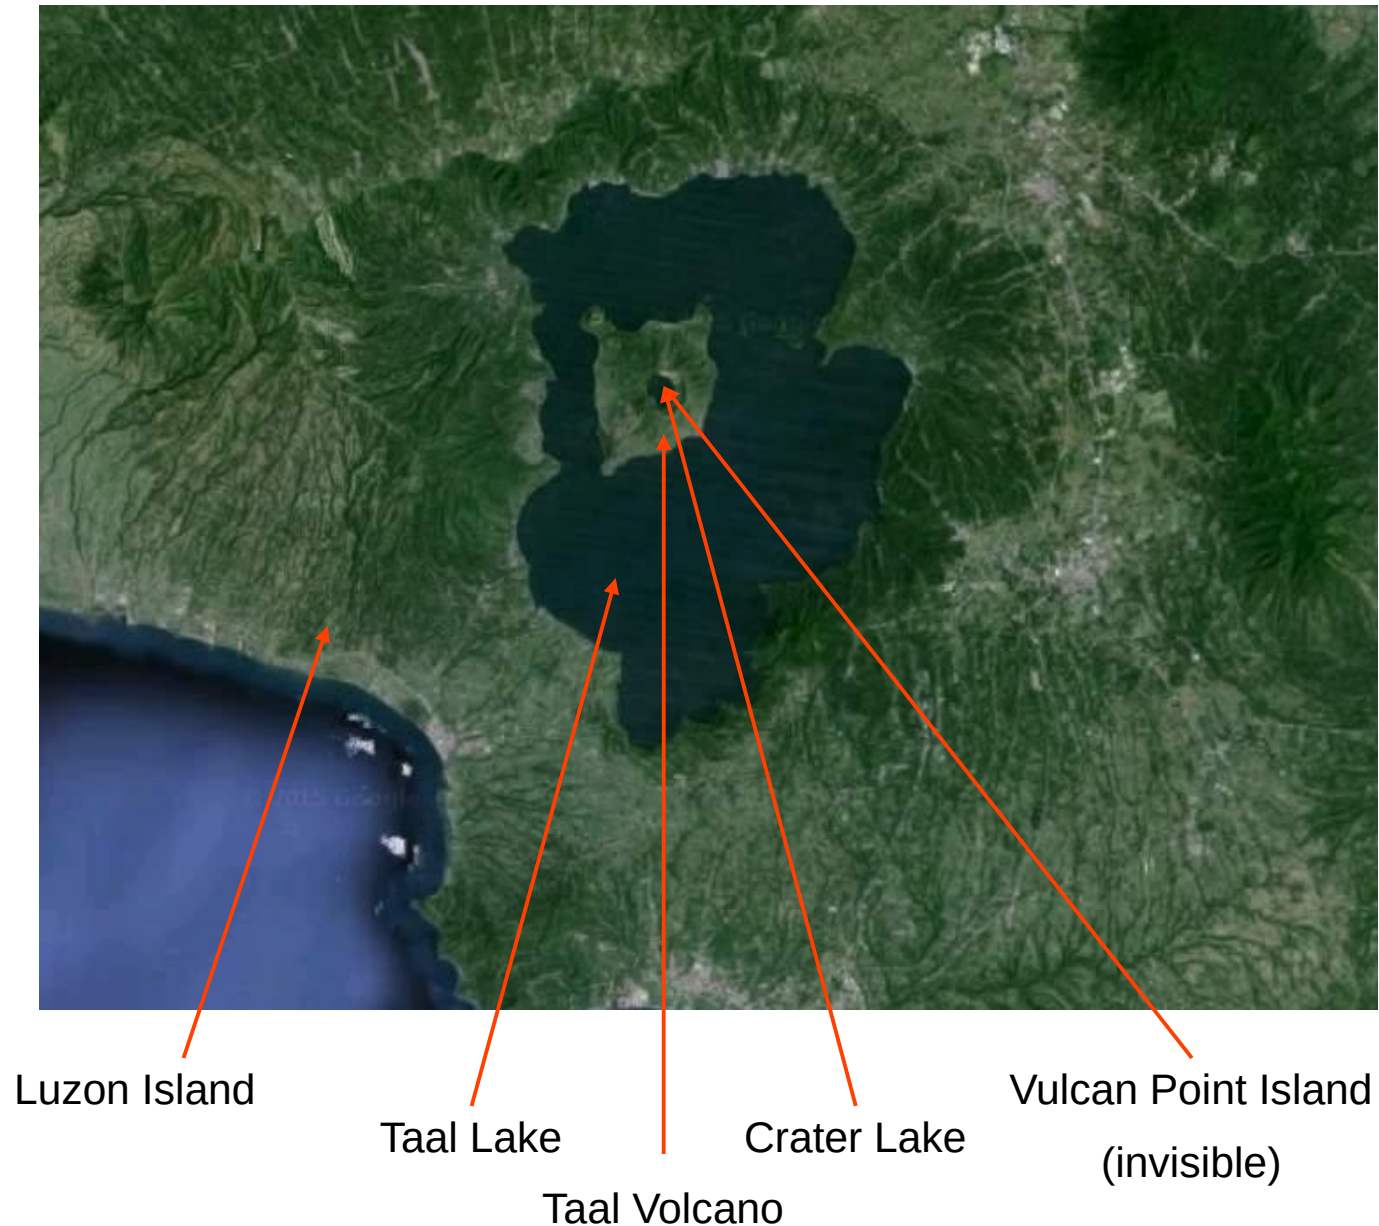 Luzon Island
Taal Lake
Taal Volcano
Crater Lake
Vulcan Point Island
(invisible)